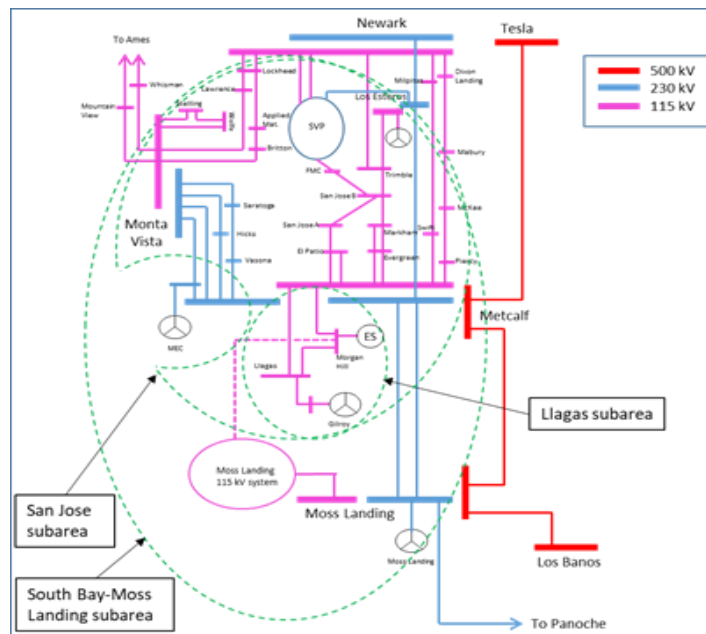 Newark
Tesla
To Ames
500 kV
230 kV
115 kV
Lockheed
Whisman
Lawrence
Milpitas
Dixon
Landing
Mountain
View
Stelling
Wolfe
Applied
Mat.
Britton
SVP
Los Esteros
FMC
Trimble
Mabury
San Jose B
McKee
Saratoga
Hicks
Vasona
Monta
Vista
San Jose A
Markham
Swift
El Patio
Evergreen
Piercy
Metcalf
MEC
ES
Morgan
Hill
Llagas
Gilroy
Llagas subarea
Moss Landing
115 kV system
Moss Landing
San Jose
subarea
Moss Landing
Los Banos
South Bay-Moss
Landing subarea
To Panoche